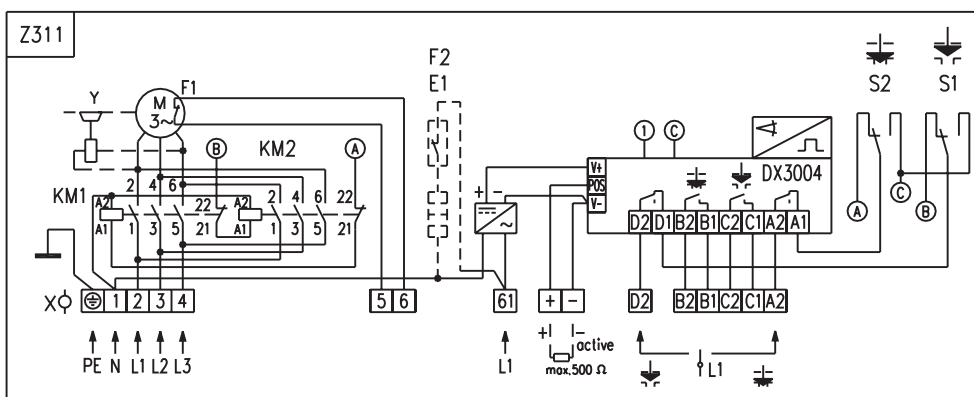 Z311
F2
E1
S2 S1
Y F1
M
3~
B KM2 A
1 C
DX3004
V+
POS
V-
+ -
KM1
2 4 6 22 2 4 6 22
A2 A2
A1 A1
1 3 5 21 1 3 5 21
D2 D1 B2 B1 C2 C1 A2 A1
A C B
X 1 2 3 4 5 6 61 + - D2 B2 B1 C2 C1 A2
PE N L1 L2 L3 L1
+ - active
max.500 Ω
L1